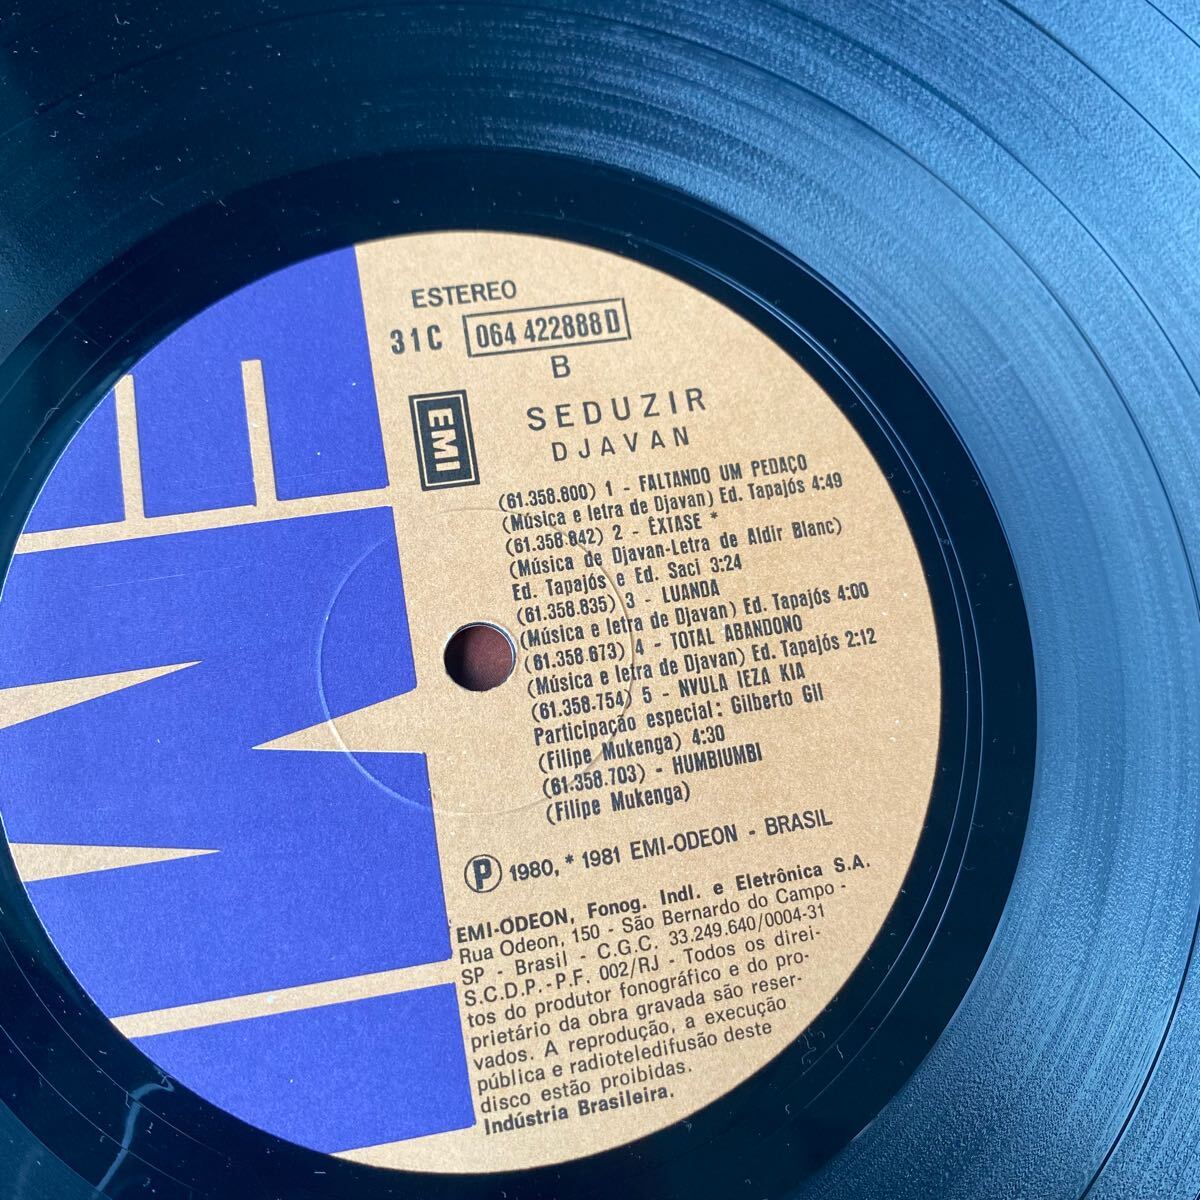 ESTEREO
31C 064 422888 D
B
EMI
SEDUZIR
DJAVAN
(61.358.800) 1 - FALTANDO UM PEDAÇO
(Música e letra de Djavan) Ed. Tapajós 4:49
(61.358.842) 2 - ÊXTASE *
(Música de Djavan-Letra de Aldir Blanc)
Ed. Tapajós e Ed. Saci 3:24
(61.358.835) 3 - LUANDA
(Música e letra de Djavan) Ed. Tapajós 4:00
(61.358.673) 4 - TOTAL ABANDONO
(Música e letra de Djavan) Ed. Tapajós 2:12
(61.358.754) 5 - NVULA IEZA KIA
Participação especial: Gilberto Gil
(Filipe Mukenga) 4:30
(61.358.703) - HUMBIUMBI
(Filipe Mukenga)
Ⓟ 1980, * 1981 EMI-ODEON - BRASIL
EMI-ODEON, Fonog. Indl. e Eletrônica S.A.
Rua Odeon, 150 - São Bernardo do Campo -
SP - Brasil - C.G.C. 33.249.640/0004-31
S.C.D.P.-P.F. 002/RJ - Todos os direi-
tos do produtor fonográfico e do pro-
prietário da obra gravada são reser-
vados. A reprodução, a execução
pública e radioteledifusão deste
disco estão proibidas.
Indústria Brasileira.
EMI